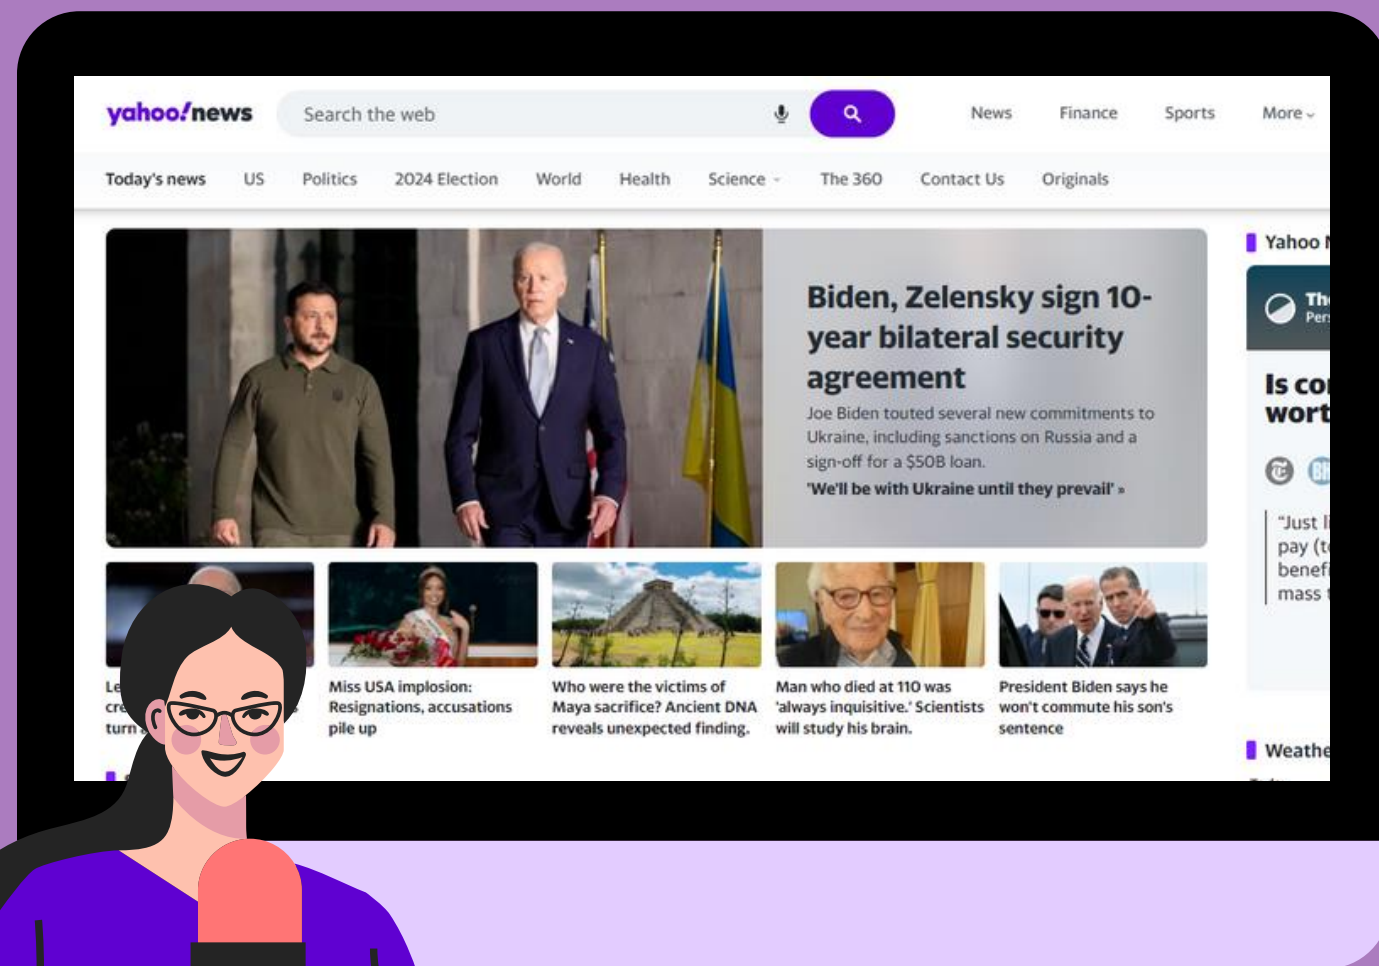 yahoo!news
Search the web
News Finance Sports More
Today's news US Politics 2024 Election World Health Science The 360 Contact Us Originals
Biden, Zelensky sign 10-
year bilateral security
agreement
Joe Biden touted several new commitments to
Ukraine, including sanctions on Russia and a
sign-off for a $50B loan.
'We'll be with Ukraine until they prevail' »
Miss USA implosion:
Resignations, accusations
pile up
Who were the victims of
Maya sacrifice? Ancient DNA
reveals unexpected finding.
Man who died at 110 was
'always inquisitive.' Scientists
will study his brain.
President Biden says he
won't commute his son's
sentence
Yahoo
Is
"Just
pay